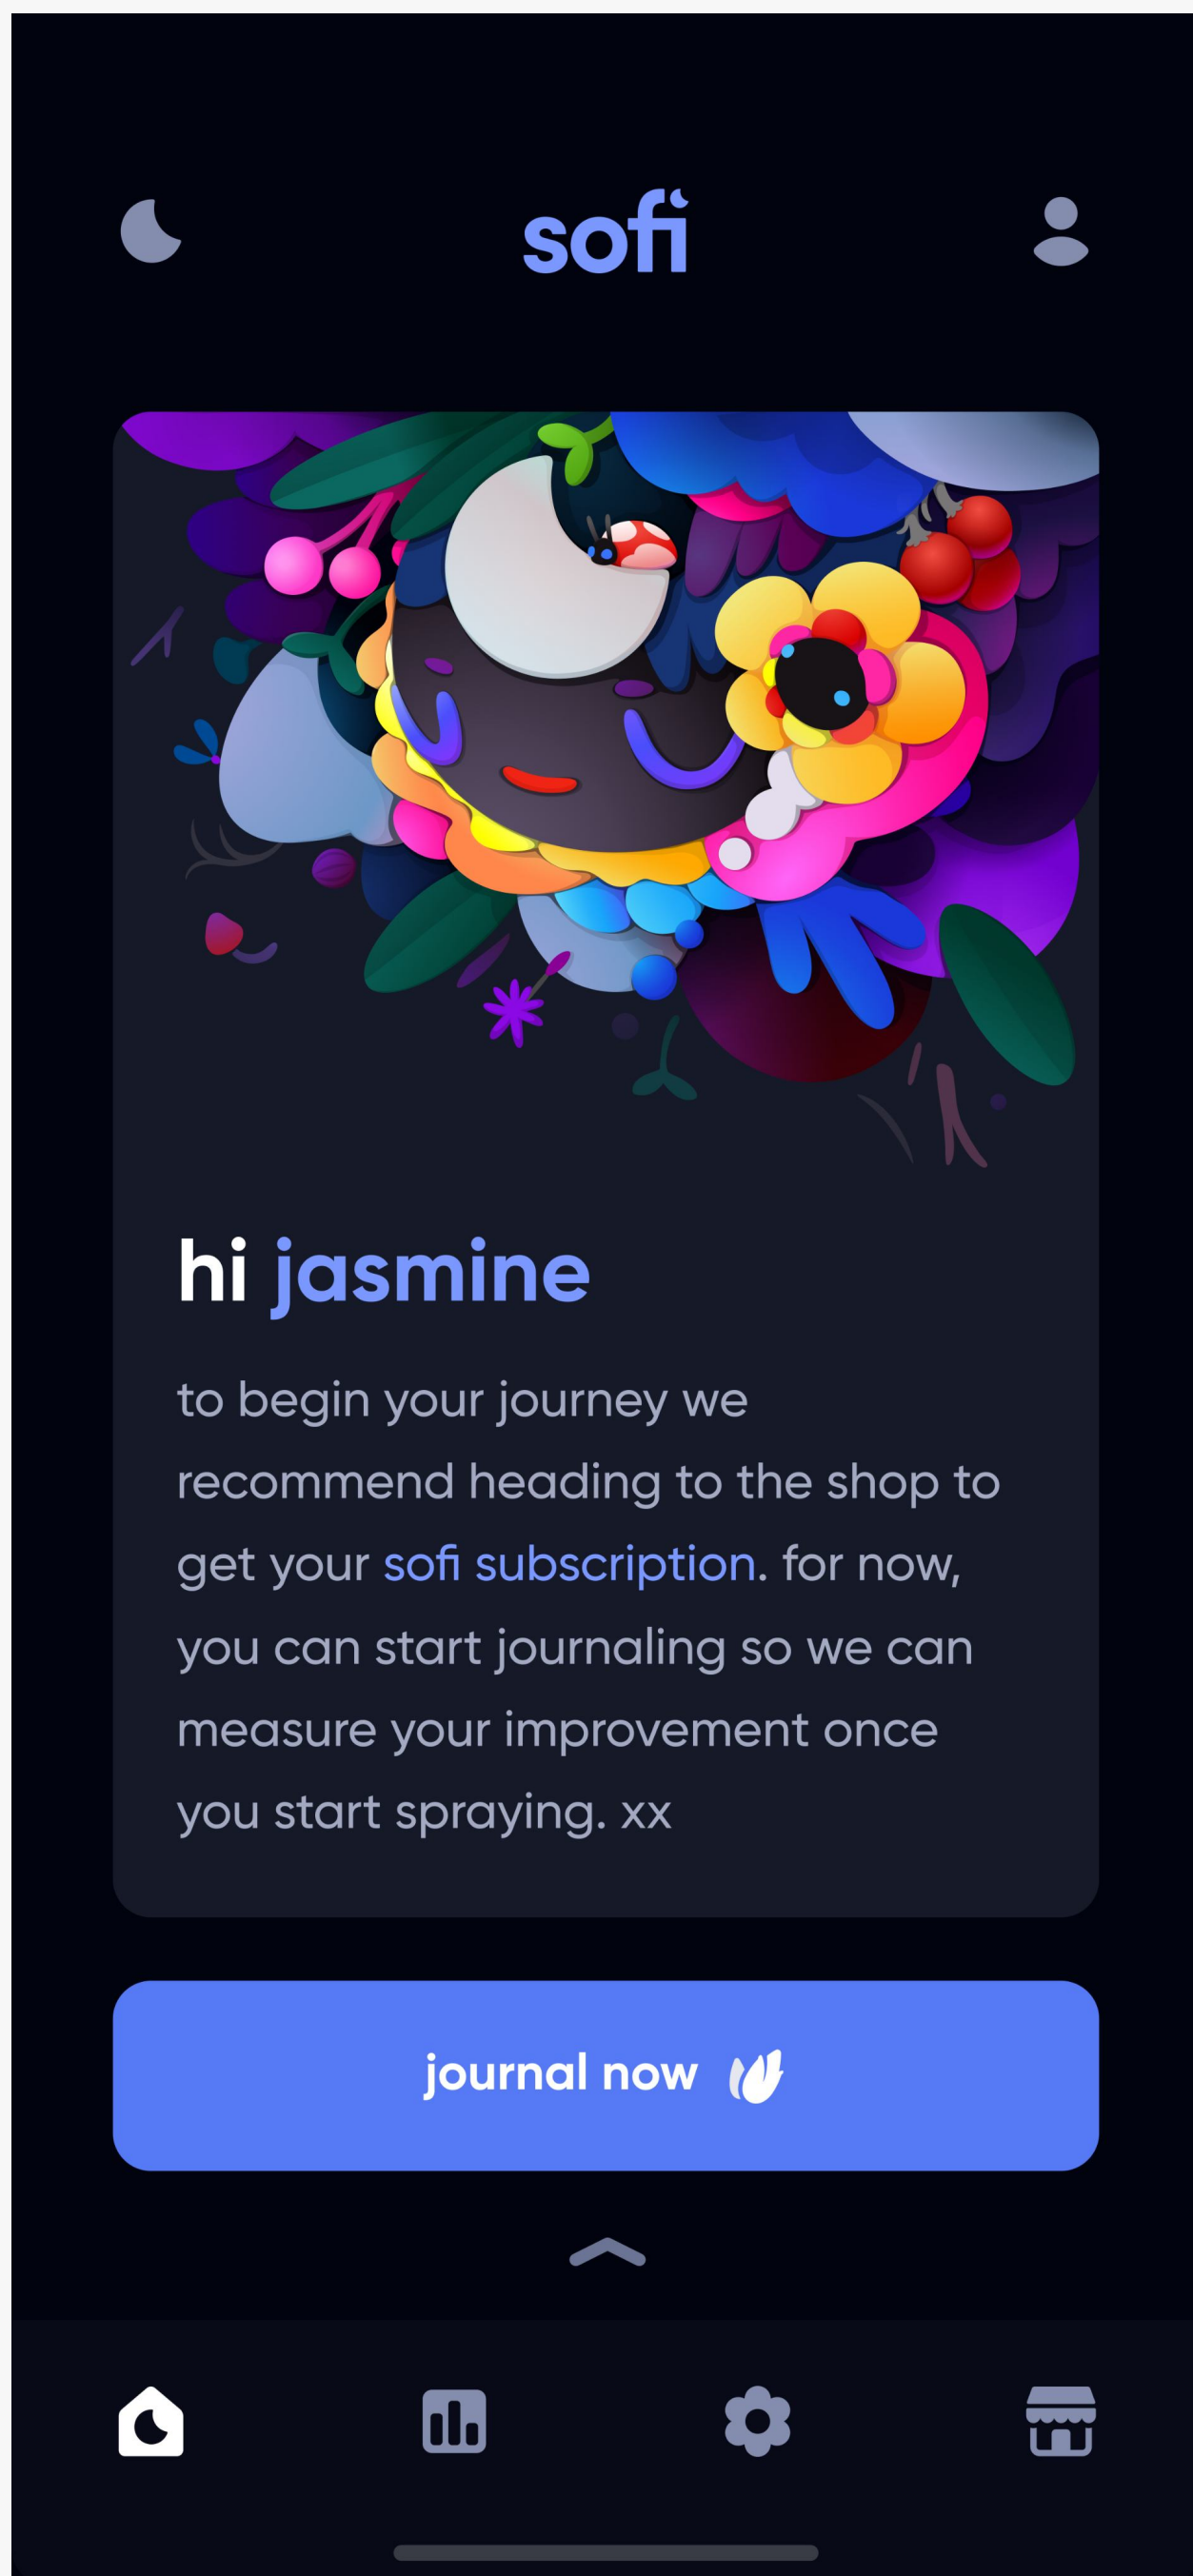 sofi
hi jasmine
to begin your journey we
recommend heading to the shop to
get your sofi subscription. for now,
you can start journaling so we can
measure your improvement once
you start spraying. xx
journal now